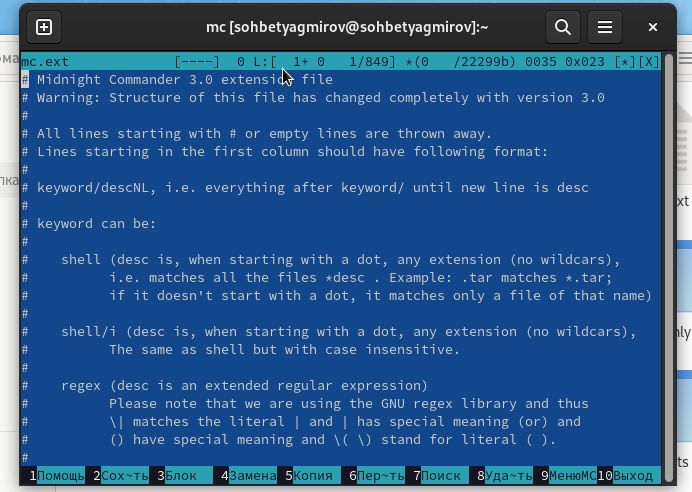 mc [sohbetyagmirov@sohbetyagmirov]:~
mc.ext [----] 0 L:[ 1+ 0 1/849] *(0 /22299b) 0035 0x023 [*][X]
# Midnight Commander 3.0 extension file
# Warning: Structure of this file has changed completely with version 3.0
#
# All lines starting with # or empty lines are thrown away.
# Lines starting in the first column should have following format:
#
# keyword/descNL, i.e. everything after keyword/ until new line is desc
#
# keyword can be:
#
# shell (desc is, when starting with a dot, any extension (no wildcars),
# i.e. matches all the files *desc . Example: .tar matches *.tar;
# if it doesn't start with a dot, it matches only a file of that name)
#
# shell/i (desc is, when starting with a dot, any extension (no wildcars),
# The same as shell but with case insensitive.
#
# regex (desc is an extended regular expression)
# Please note that we are using the GNU regex library and thus
# \| matches the literal | and | has special meaning (or) and
# () have special meaning and \( \) stand for literal ( ).
#
1Помощь 2Сох~ть 3Блок 4Замена 5Копия 6Пер~ть 7Поиск 8Уда~ть 9МенюMC 10Выход